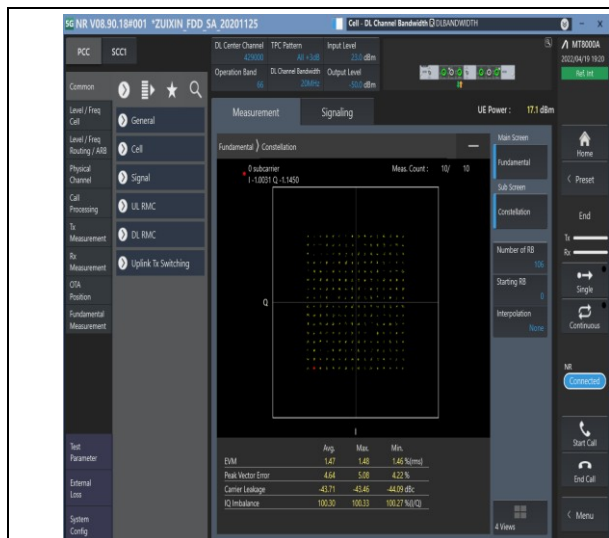 5G NR V08.90.18#001 *ZUIXIN_FDD_SA_20201125
Cell - DL Channel Bandwidth DLBANDWIDTH
PCC
SCC1
DL Center Channel
429000
TPC Pattern
All +3dB
Input Level
23.0 dBm
Operation Band
66
DL Channel Bandwidth
20MHz
Output Level
-50.0 dBm
MT8000A
2022/04/19 19:20
Ref. Int
Common
Level / Freq
Cell
Level / Freq
Routing / ARB
Physical
Channel
Call
Processing
Tx
Measurement
Rx
Measurement
OTA
Position
Fundamental
Measurement
Test
Parameter
External
Loss
System
Config
General
Cell
Signal
UL RMC
DL RMC
Uplink Tx Switching
Measurement
Signaling
UE Power : 17.1 dBm
Fundamental
Constellation
0 subcarrier
I -1.0031 Q -1.1450
Meas. Count : 10/ 10
Q
I
Avg. Max. Min.
EVM 1.47 1.48 1.46 %(rms)
Peak Vector Error 4.64 5.08 4.22 %
Carrier Leakage -43.71 -43.46 -44.09 dBc
IQ Imbalance 100.30 100.33 100.27 %(I/Q)
Main Screen
Fundamental
Sub Screen
Constellation
Number of RB
106
Starting RB
0
Interpolation
None
4 Views
Home
Preset
End
Tx
Rx
Single
Continuous
NR
Connected
Start Call
End Call
Menu